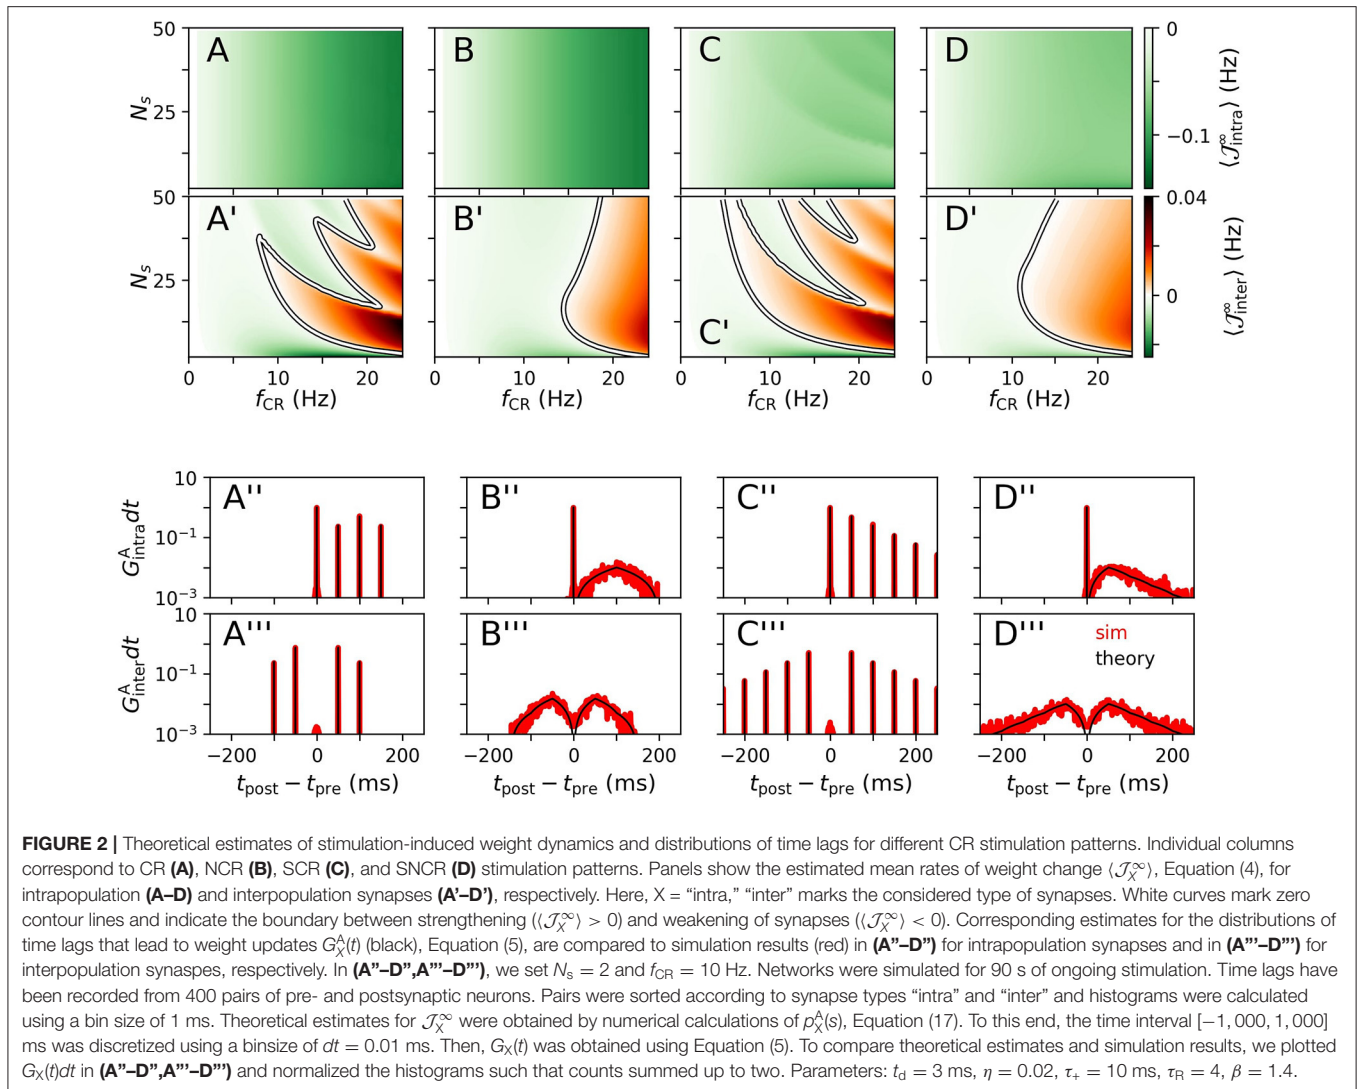 50
A
B
C
D
0
N_s
25
−0.1
⟨𝒥^∞_intra⟩ (Hz)
50
A'
B'
C'
D'
0.04
N_s
25
0
⟨𝒥^∞_inter⟩ (Hz)
0 10 20
0 10 20
0 10 20
0 10 20
f_CR (Hz)
f_CR (Hz)
f_CR (Hz)
f_CR (Hz)
10
A''
B''
C''
D''
G^A_intra dt
10^−1
10^−3
10
A'''
B'''
C'''
D'''
G^A_inter dt
10^−1
sim
theory
10^−3
−200 0 200
−200 0 200
−200 0 200
−200 0 200
t_post − t_pre (ms)
t_post − t_pre (ms)
t_post − t_pre (ms)
t_post − t_pre (ms)
FIGURE 2 | Theoretical estimates of stimulation-induced weight dynamics and distributions of time lags for different CR stimulation patterns. Individual columns
correspond to CR (A), NCR (B), SCR (C), and SNCR (D) stimulation patterns. Panels show the estimated mean rates of weight change ⟨𝒥_X^∞⟩, Equation (4), for
intrapopulation (A–D) and interpopulation synapses (A'–D'), respectively. Here, X = “intra,” “inter” marks the considered type of synapses. White curves mark zero
contour lines and indicate the boundary between strengthening (⟨𝒥_X^∞⟩ > 0) and weakening of synapses (⟨𝒥_X^∞⟩ < 0). Corresponding estimates for the distributions of
time lags that lead to weight updates G_X^A(t) (black), Equation (5), are compared to simulation results (red) in (A"–D") for intrapopulation synapses and in (A"'–D"') for
interpopulation synaspes, respectively. In (A"–D",A"'–D"'), we set N_s = 2 and f_CR = 10 Hz. Networks were simulated for 90 s of ongoing stimulation. Time lags have
been recorded from 400 pairs of pre- and postsynaptic neurons. Pairs were sorted according to synapse types “intra” and “inter” and histograms were calculated
using a bin size of 1 ms. Theoretical estimates for 𝒥_X^∞ were obtained by numerical calculations of p_X^A(s), Equation (17). To this end, the time interval [−1, 000, 1, 000]
ms was discretized using a binsize of dt = 0.01 ms. Then, G_X(t) was obtained using Equation (5). To compare theoretical estimates and simulation results, we plotted
G_X(t)dt in (A"–D",A"'–D"') and normalized the histograms such that counts summed up to two. Parameters: t_d = 3 ms, η = 0.02, τ_+ = 10 ms, τ_R = 4, β = 1.4.